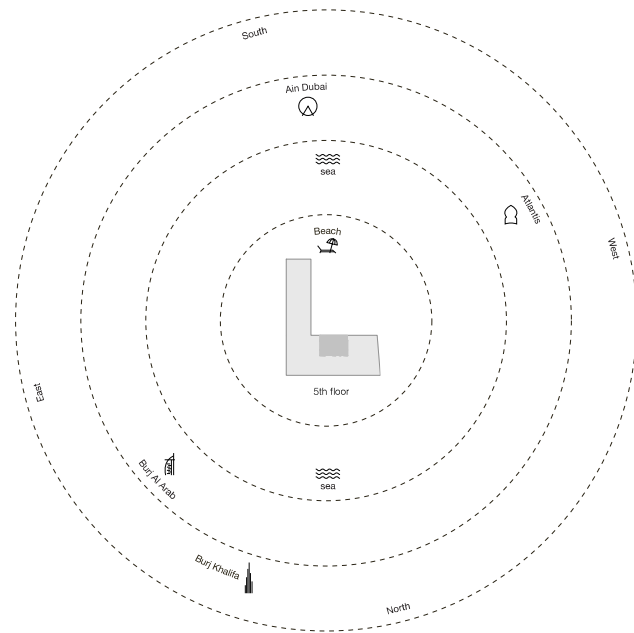 South
Ain Dubai
sea
Atlantis
Beach
West
East
5th floor
Burj Al Arab
sea
Burj Khalifa
North